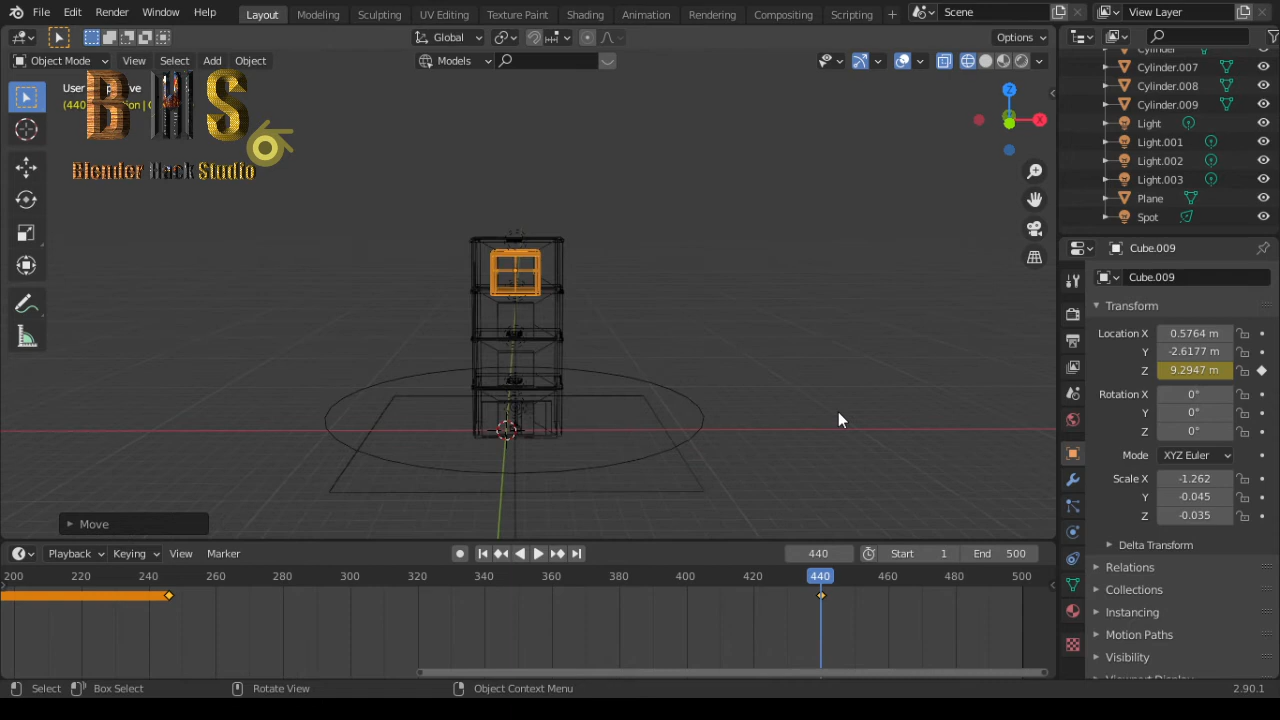 File Edit Render Window Help Layout Modeling Sculpting UV Editing Texture Paint Shading Animation Rendering Compositing Scripting + Scene View Layer
Global Options
Object Mode View Select Add Object Models
User
(440
BHS
Blender Hack Studio
Z
X
Move
Cylinder
Cylinder.007
Cylinder.008
Cylinder.009
Light
Light.001
Light.002
Light.003
Plane
Spot
Cube.009
Cube.009
Transform
Location X 0.5764 m
Y -2.6177 m
Z 9.2947 m
Rotation X 0°
Y 0°
Z 0°
Mode XYZ Euler
Scale X -1.262
Y -0.045
Z -0.035
Delta Transform
Relations
Collections
Instancing
Motion Paths
Visibility
Viewport Display
Playback Keying View Marker 440 Start 1 End 500
200 220 240 260 280 300 320 340 360 380 400 420 440 460 480 500
Select Box Select Rotate View Object Context Menu 2.90.1